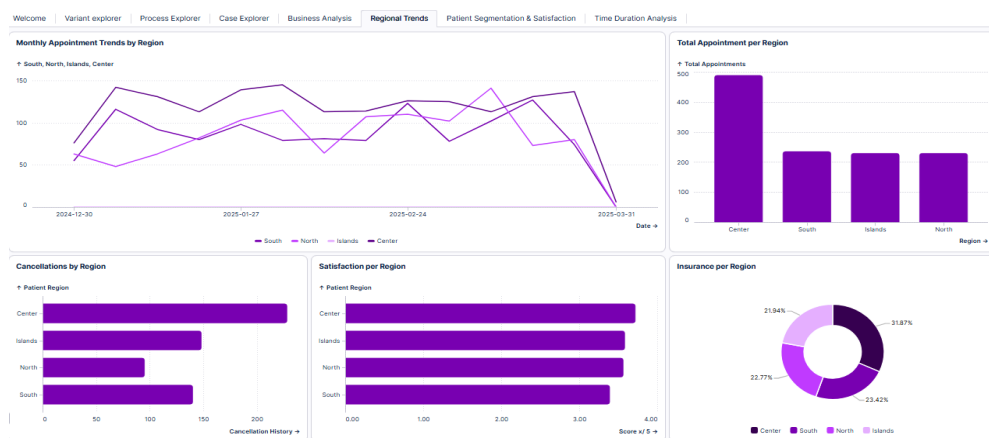 Welcome Variant explorer Process Explorer Case Explorer Business Analysis Regional Trends Patient Segmentation & Satisfaction Time Duration Analysis
Monthly Appointment Trends by Region
↑ South, North, Islands, Center
150
100
50
0
2024-12-30 2025-01-27 2025-02-24 2025-03-31
Date →
South North Islands Center
Total Appointment per Region
↑ Total Appointments
500
400
300
200
100
0
Center South Islands North
Region →
Cancellations by Region
↑ Patient Region
Center
Islands
North
South
0 50 100 150 200
Cancellation History →
Satisfaction per Region
↑ Patient Region
Center
Islands
North
South
0.00 1.00 2.00 3.00 4.00
Score x/ 5 →
Insurance per Region
21.94%
31.87%
22.77%
23.42%
Center South North Islands